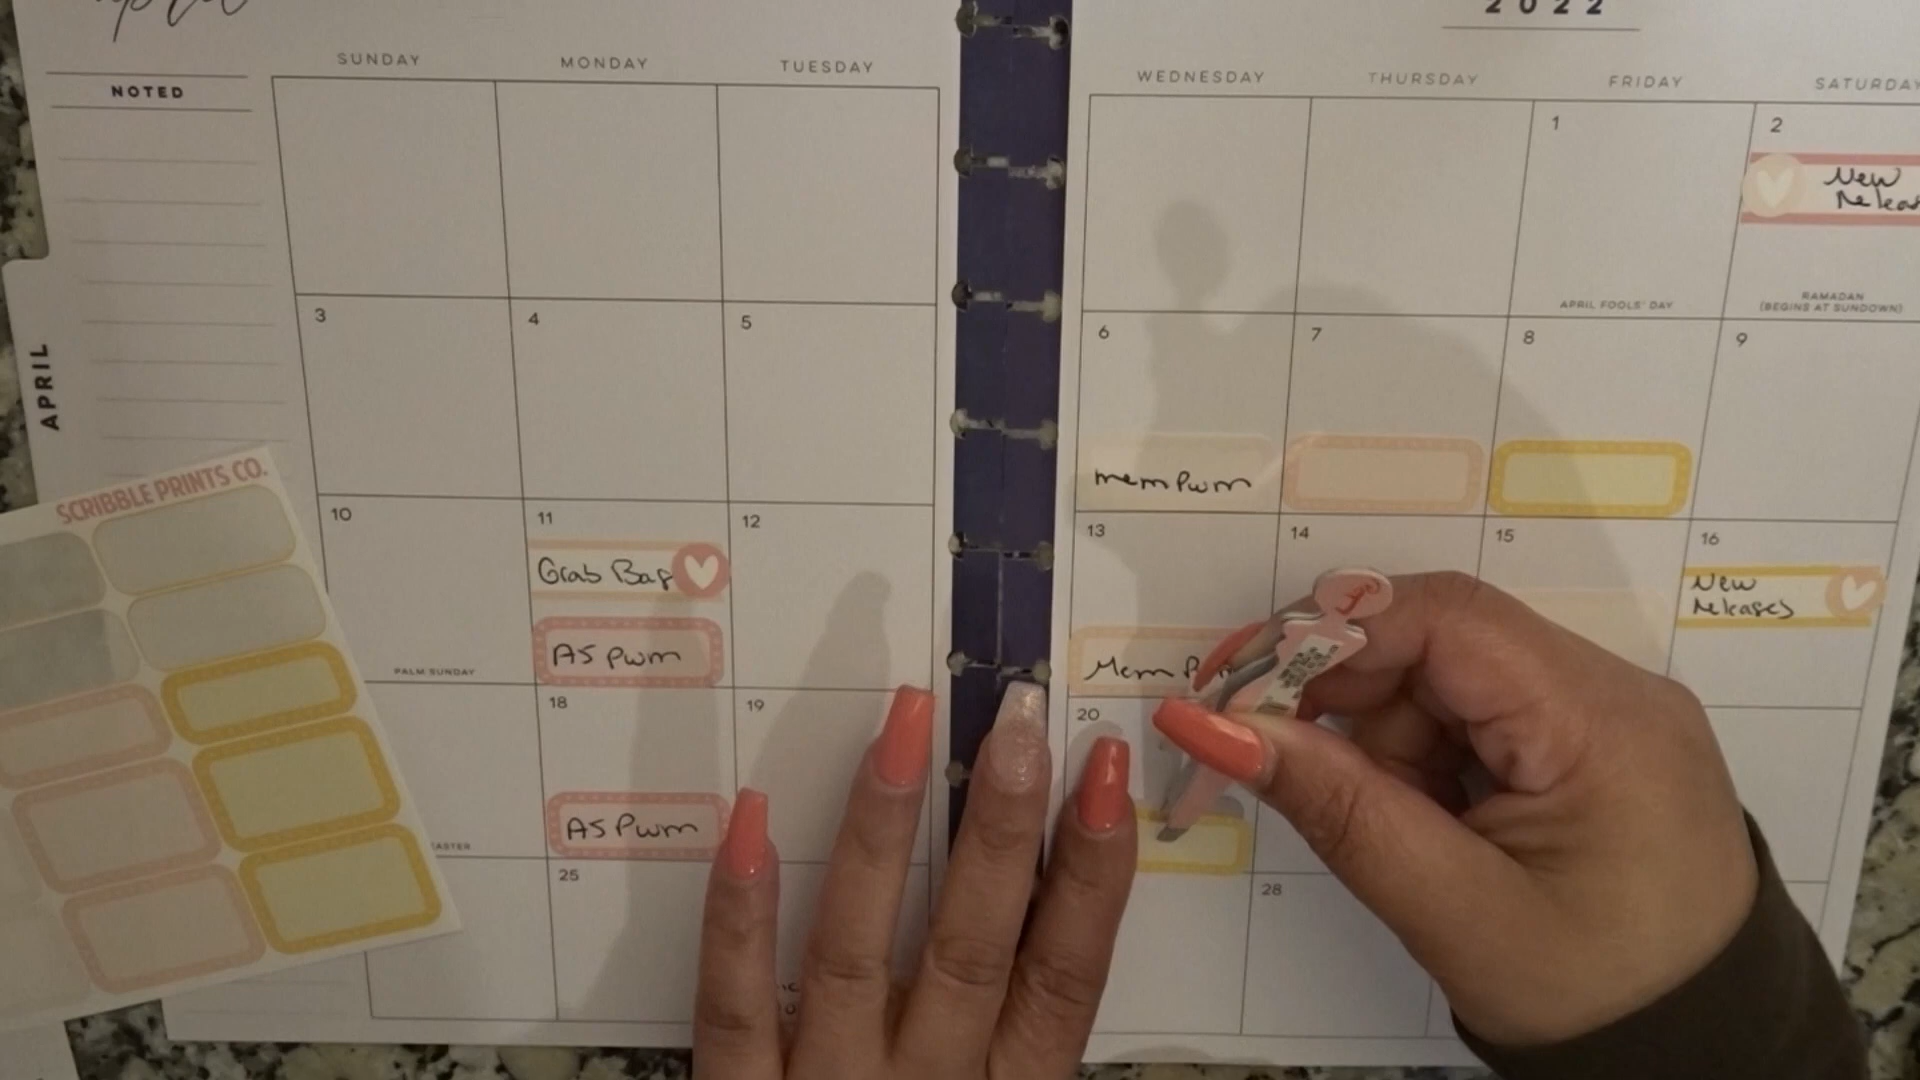 2022
NOTED
SUNDAY
MONDAY
TUESDAY
WEDNESDAY
THURSDAY
FRIDAY
SATURDAY
1
2
New
APRIL FOOLS' DAY
RAMADAN
(BEGINS AT SUNDOWN)
APRIL
3
4
5
6
7
8
9
mem Pwm
SCRIBBLE PRINTS CO.
10
11
12
13
14
15
16
Grab Bag
New
Releases
AS Pwm
Mem
PALM SUNDAY
18
19
20
AS Pwm
25
28